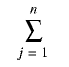 n
∑
j = 1